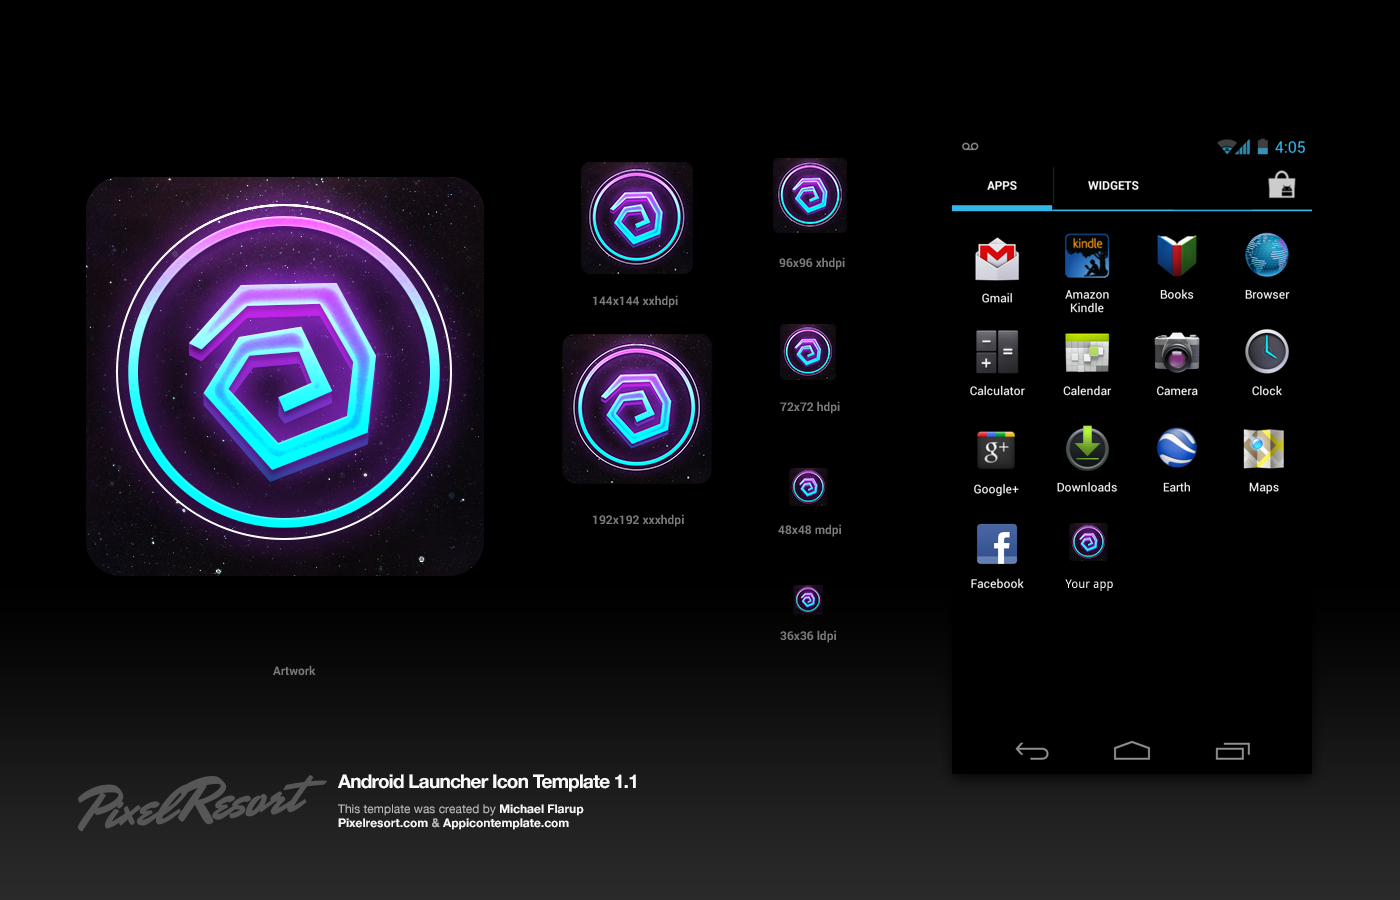 144x144 xxhdpi
192x192 xxxhdpi
96x96 xhdpi
72x72 hdpi
48x48 mdpi
36x36 ldpi
Artwork
4:05
APPS
WIDGETS
Gmail
kindle
Amazon
Kindle
Books
Browser
Calculator
Calendar
Camera
Clock
g+
Google+
Downloads
Earth
Maps
f
Facebook
Your app
PixelResort
Android Launcher Icon Template 1.1
This template was created by Michael Flarup
Pixelresort.com & Appicontemplate.com